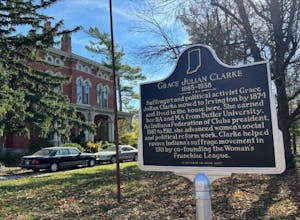 GRACE JULIAN CLARKE
1865-1938
Suffragist and political activist Grace
Julian Clarke moved to Irvington by 1874
and lived in the house here. She earned
her BA and MA from Butler University.
As Indiana Federation of Clubs president,
1909 to 1911, she advanced women's social
and political reform work. Clarke helped
revive Indiana's suffrage movement in
1911 by co-founding the Woman's
Franchise League.